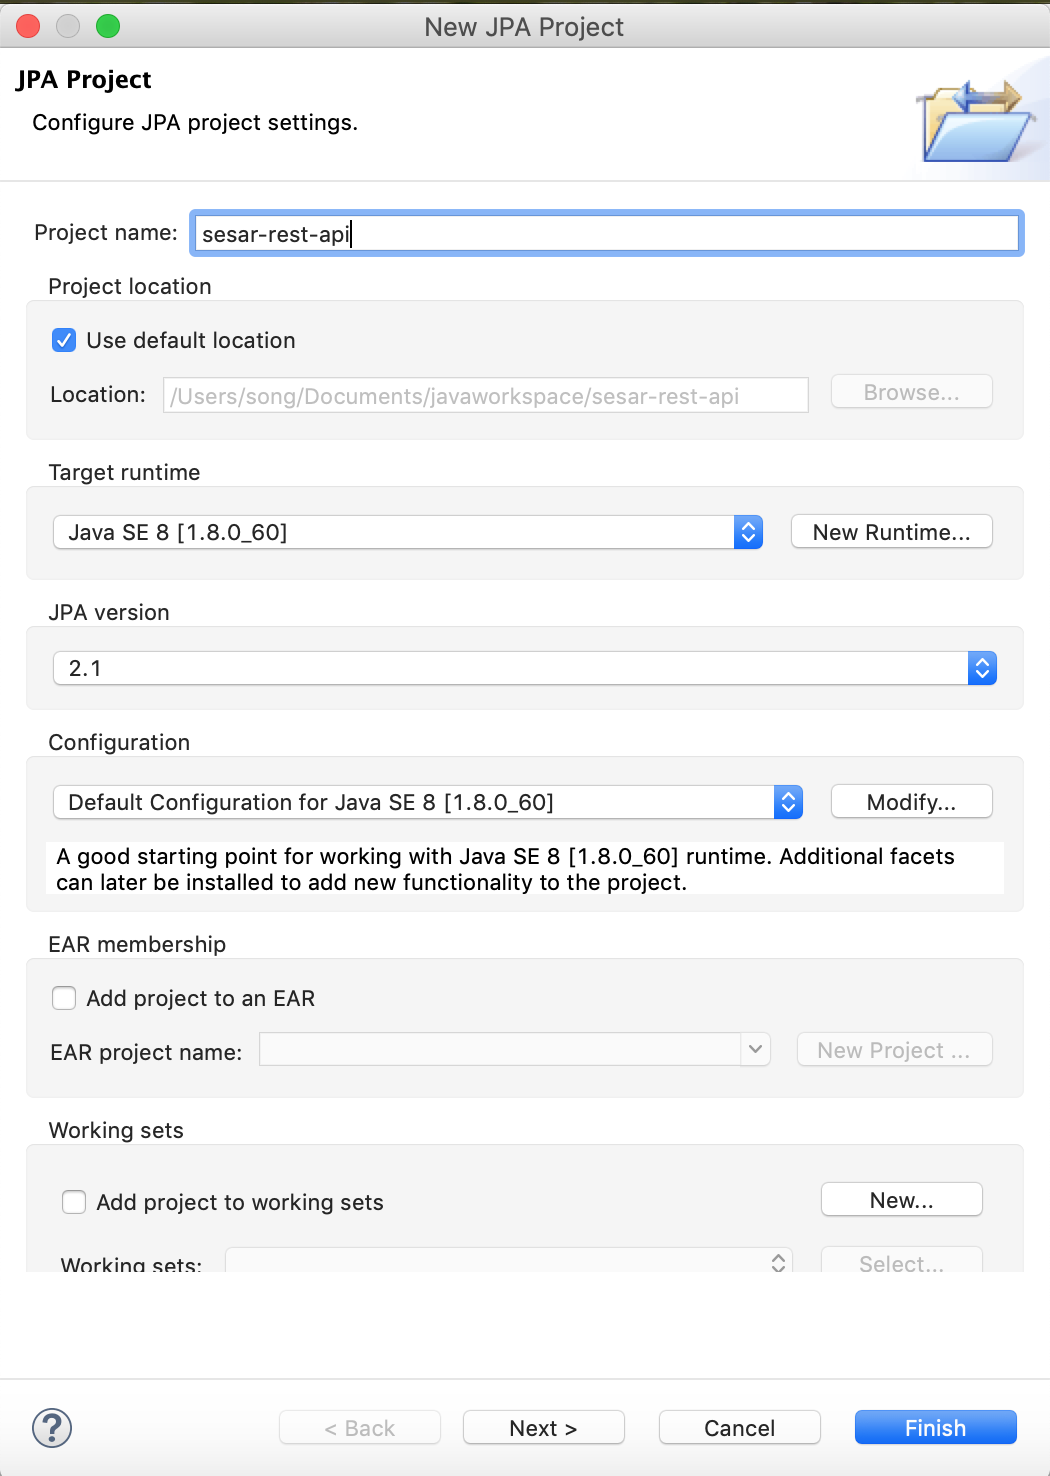 New JPA Project
JPA Project
Configure JPA project settings.
Project name: sesar-rest-api
Project location
Use default location
Location: /Users/song/Documents/javaworkspace/sesar-rest-api Browse...
Target runtime
Java SE 8 [1.8.0_60] New Runtime...
JPA version
2.1
Configuration
Default Configuration for Java SE 8 [1.8.0_60] Modify...
A good starting point for working with Java SE 8 [1.8.0_60] runtime. Additional facets
can later be installed to add new functionality to the project.
EAR membership
Add project to an EAR
EAR project name: New Project ...
Working sets
Add project to working sets New...
Working sets: Select...
? < Back Next > Cancel Finish